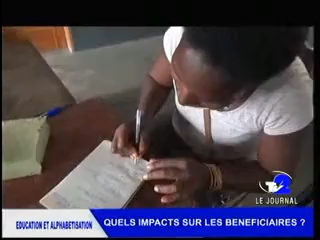 LE JOURNAL
EDUCATION ET ALPHABETISATION
QUELS IMPACTS SUR LES BENEFICIAIRES ?